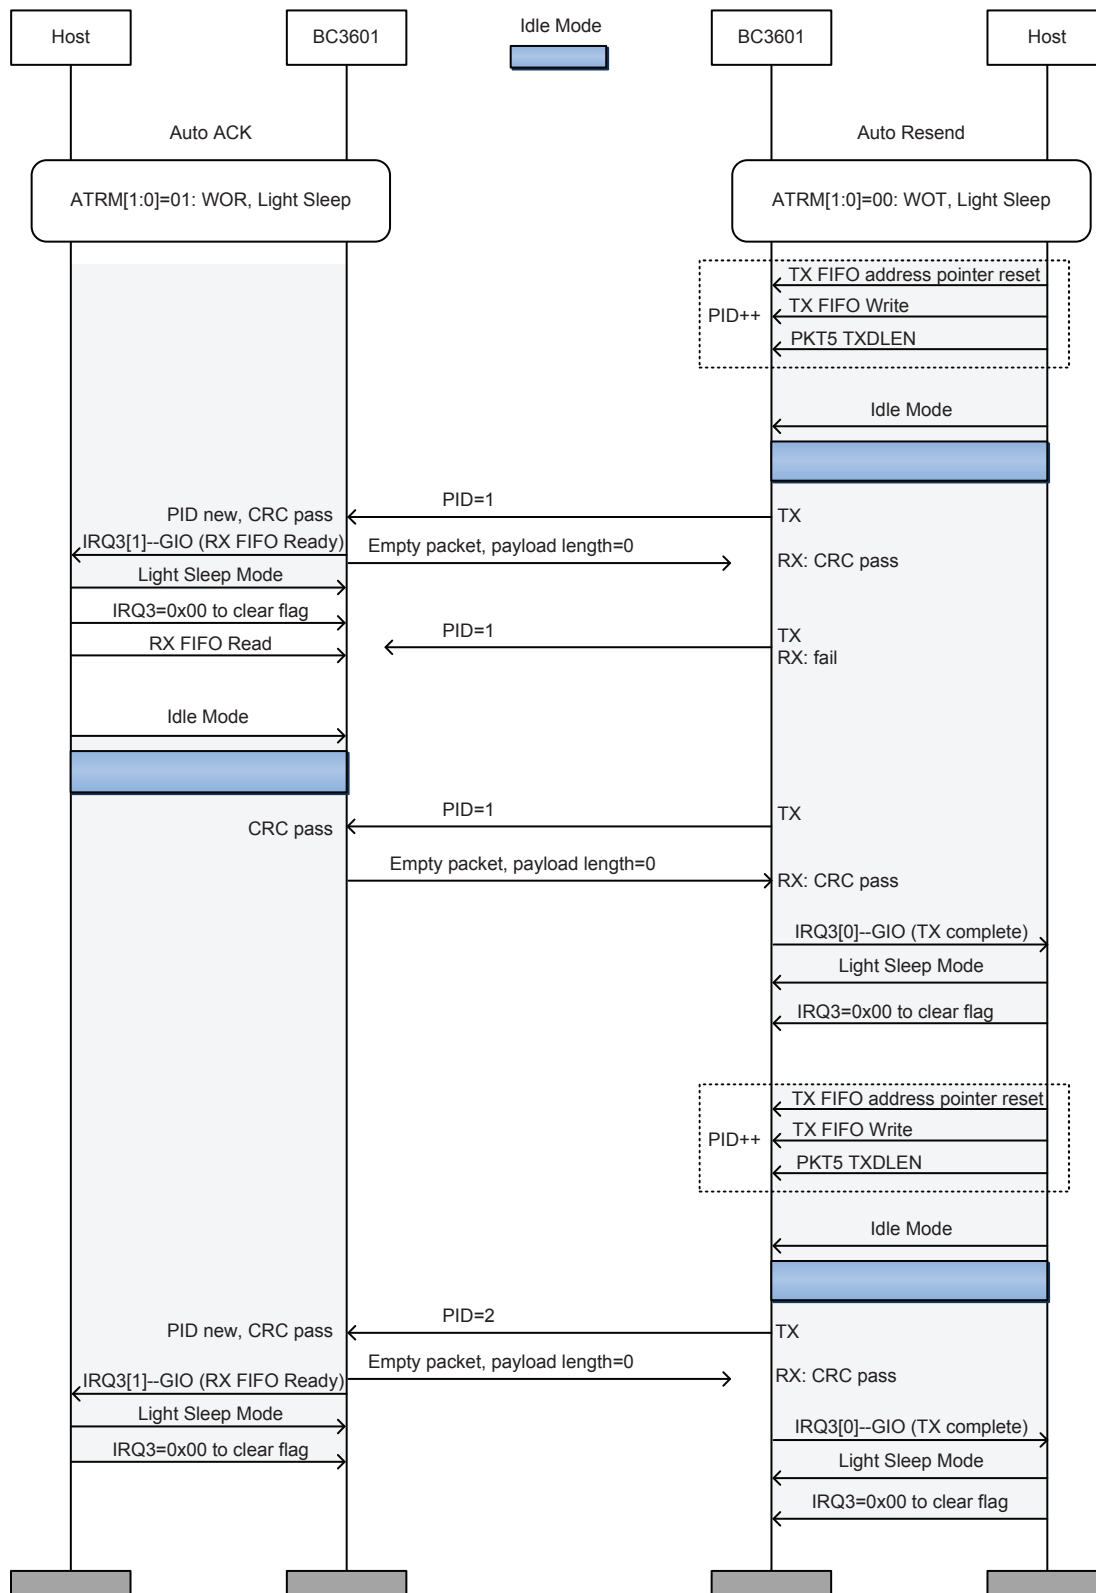 Host
BC3601
Idle Mode
BC3601
Host
Auto ACK
Auto Resend
ATRM[1:0]=01: WOR, Light Sleep
ATRM[1:0]=00: WOT, Light Sleep
TX FIFO address pointer reset
PID++
TX FIFO Write
PKT5 TXDLEN
Idle Mode
PID=1
PID new, CRC pass
TX
IRQ3[1]--GIO (RX FIFO Ready)
Empty packet, payload length=0
RX: CRC pass
Light Sleep Mode
IRQ3=0x00 to clear flag
PID=1
TX
RX FIFO Read
RX: fail
Idle Mode
PID=1
TX
CRC pass
Empty packet, payload length=0
RX: CRC pass
IRQ3[0]--GIO (TX complete)
Light Sleep Mode
IRQ3=0x00 to clear flag
TX FIFO address pointer reset
PID++
TX FIFO Write
PKT5 TXDLEN
Idle Mode
PID=2
PID new, CRC pass
TX
Empty packet, payload length=0
IRQ3[1]--GIO (RX FIFO Ready)
RX: CRC pass
Light Sleep Mode
IRQ3[0]--GIO (TX complete)
IRQ3=0x00 to clear flag
Light Sleep Mode
IRQ3=0x00 to clear flag